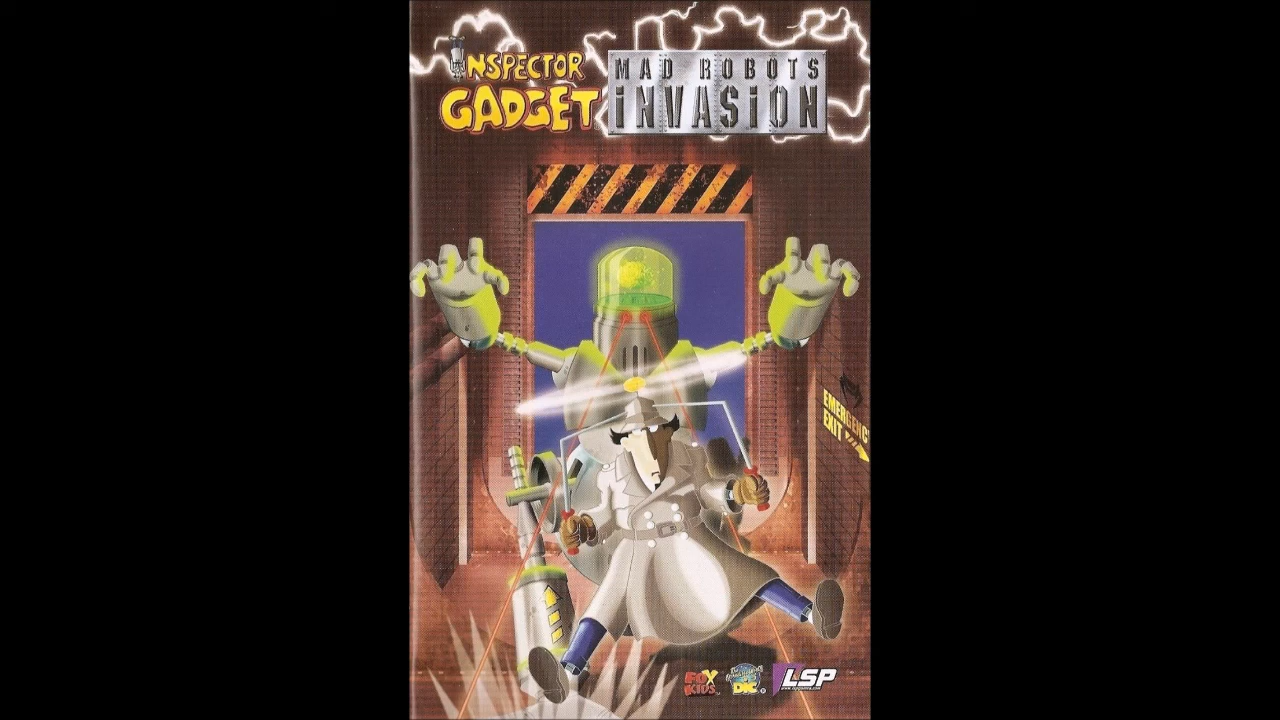 INSPECTOR
GADGET
MAD ROBOTS
INVASION
EMERGENCY
EXIT
FOX
KIDS
DIC
LSP